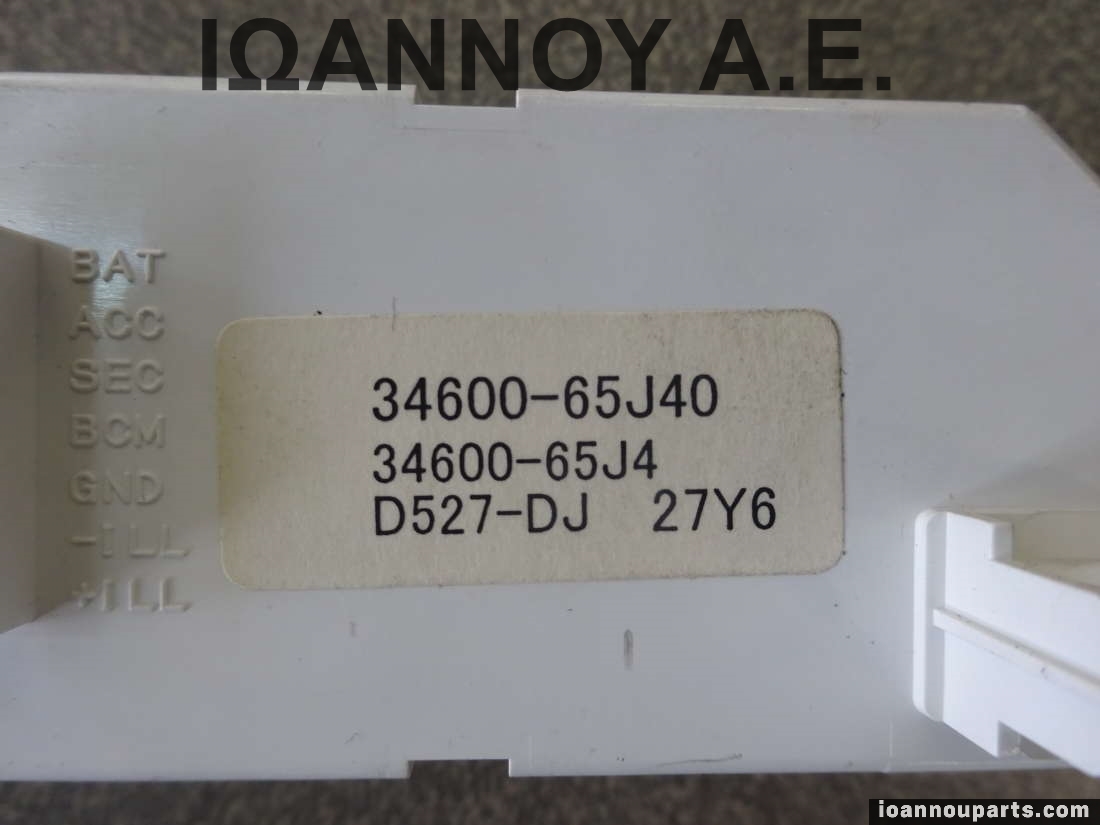 ΙΩΑΝΝΟΥ Α.Ε.
BAT
ACC
SEC
BCM
GND
-ILL
+ILL
34600-65J40
34600-65J4
D527-DJ 27Y6
ioannouparts.com